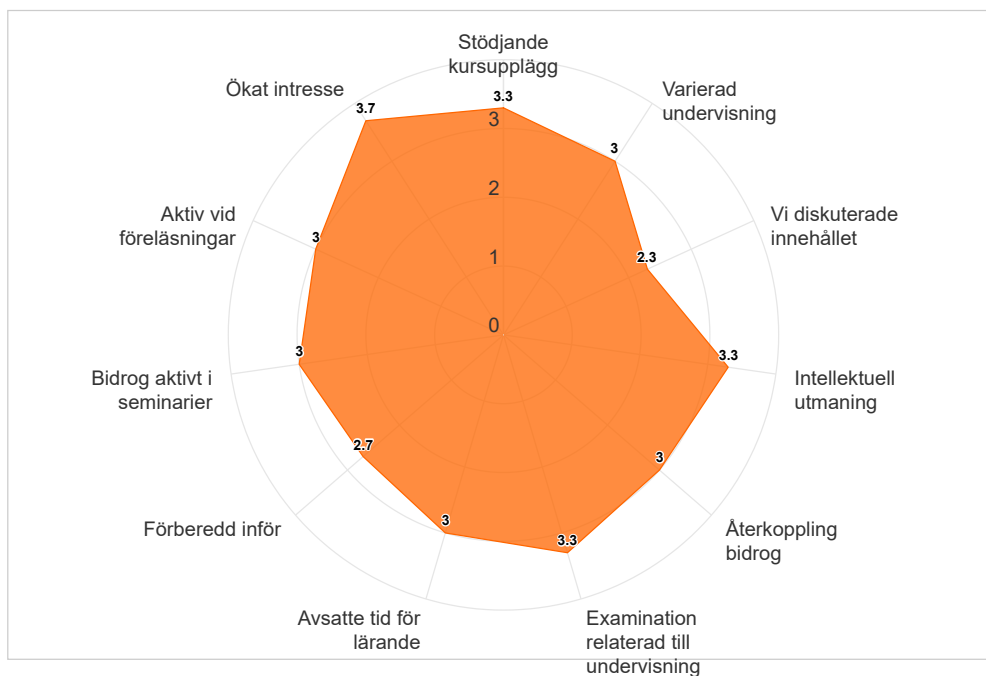 Stödjande
kursupplägg
3.3
Varierad
undervisning
3
Vi diskuterade
innehållet
2.3
Intellektuell
utmaning
3.3
Återkoppling
bidrog
3
Examination
relaterad till
undervisning
3.3
Avsatte tid för
lärande
3
Förberedd inför
2.7
Bidrog aktivt i
seminarier
3
Aktiv vid
föreläsningar
3
Ökat intresse
3.7
3
2
1
0